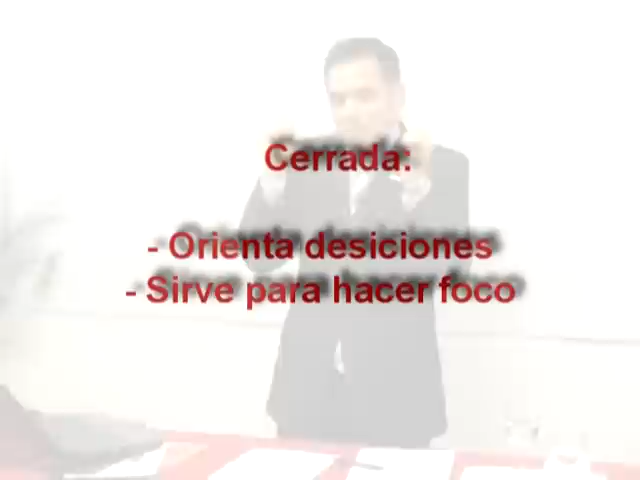 Cerrada:
- Orienta desiciones
- Sirve para hacer foco